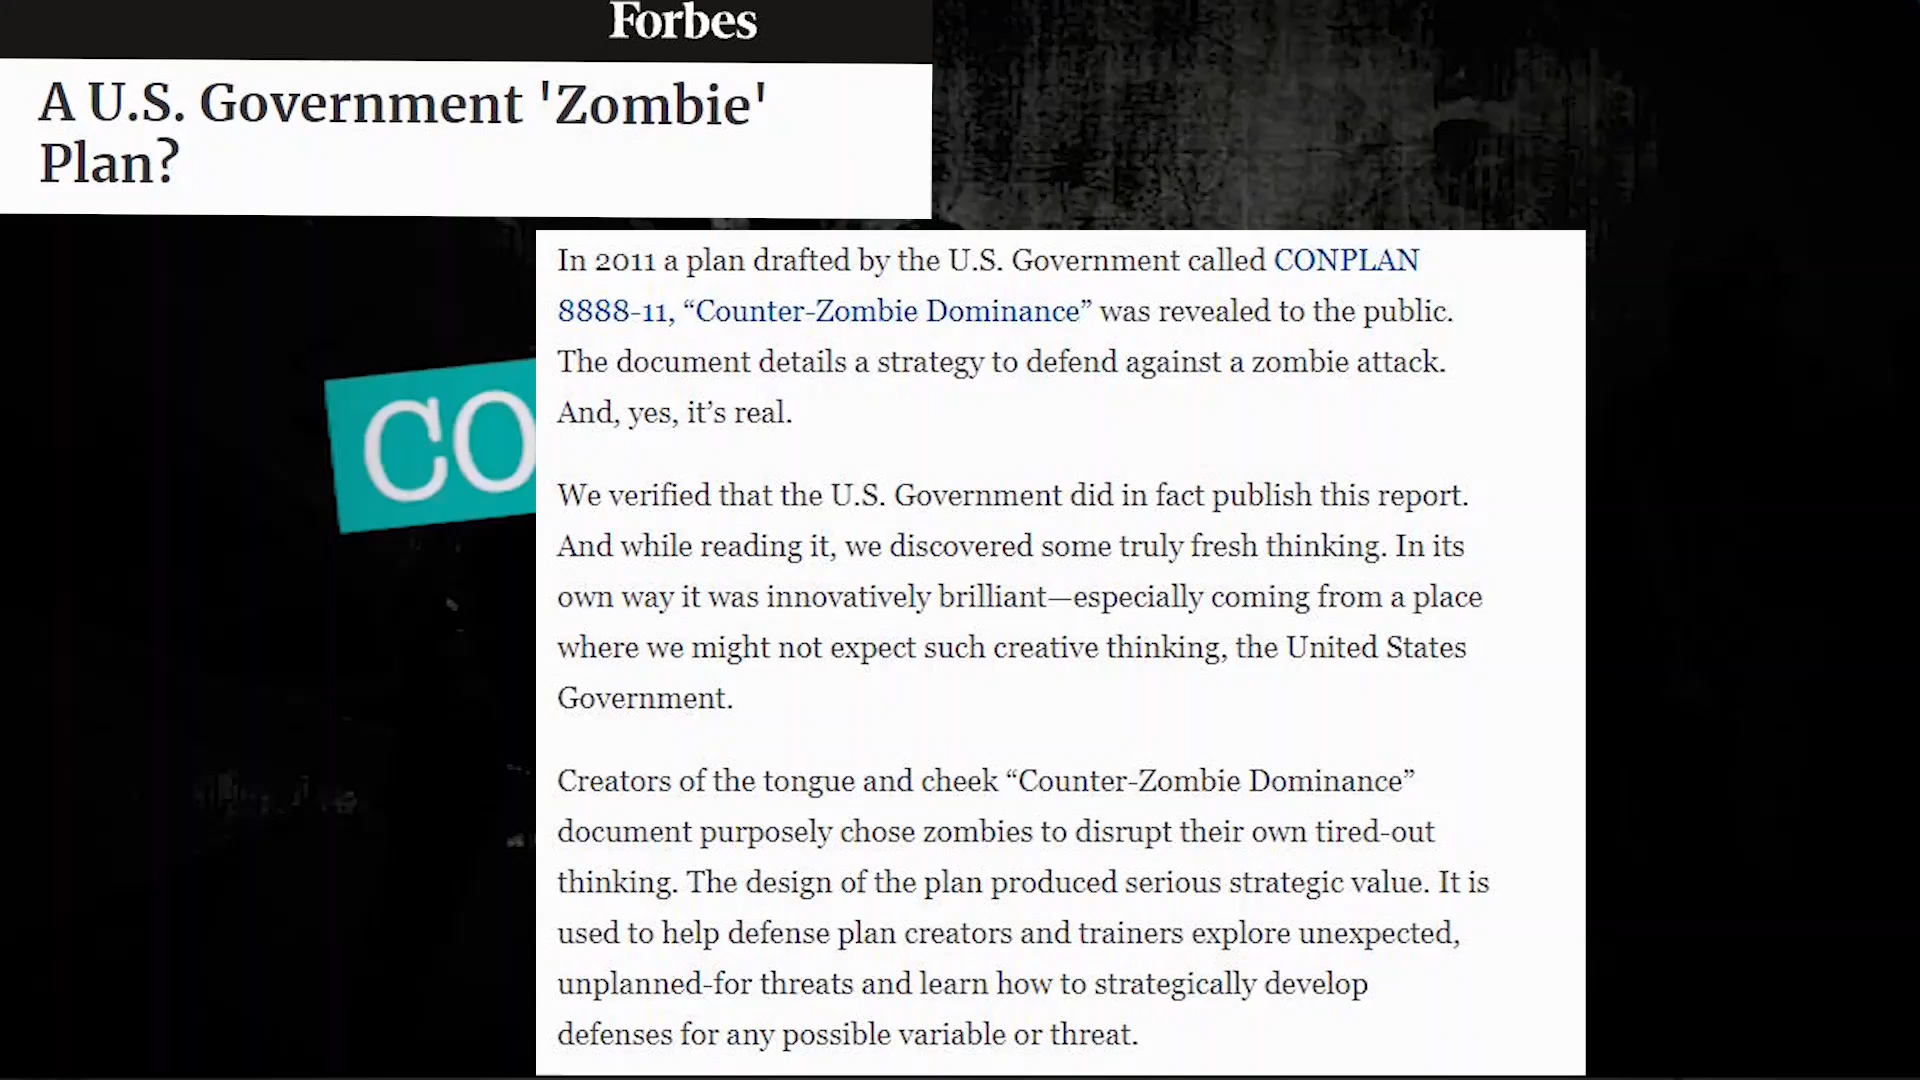 Forbes
A U.S. Government 'Zombie'
Plan?
In 2011 a plan drafted by the U.S. Government called CONPLAN
8888-11, “Counter-Zombie Dominance” was revealed to the public.
The document details a strategy to defend against a zombie attack.
And, yes, it’s real.
CO
We verified that the U.S. Government did in fact publish this report.
And while reading it, we discovered some truly fresh thinking. In its
own way it was innovatively brilliant—especially coming from a place
where we might not expect such creative thinking, the United States
Government.
Creators of the tongue and cheek “Counter-Zombie Dominance”
document purposely chose zombies to disrupt their own tired-out
thinking. The design of the plan produced serious strategic value. It is
used to help defense plan creators and trainers explore unexpected,
unplanned-for threats and learn how to strategically develop
defenses for any possible variable or threat.